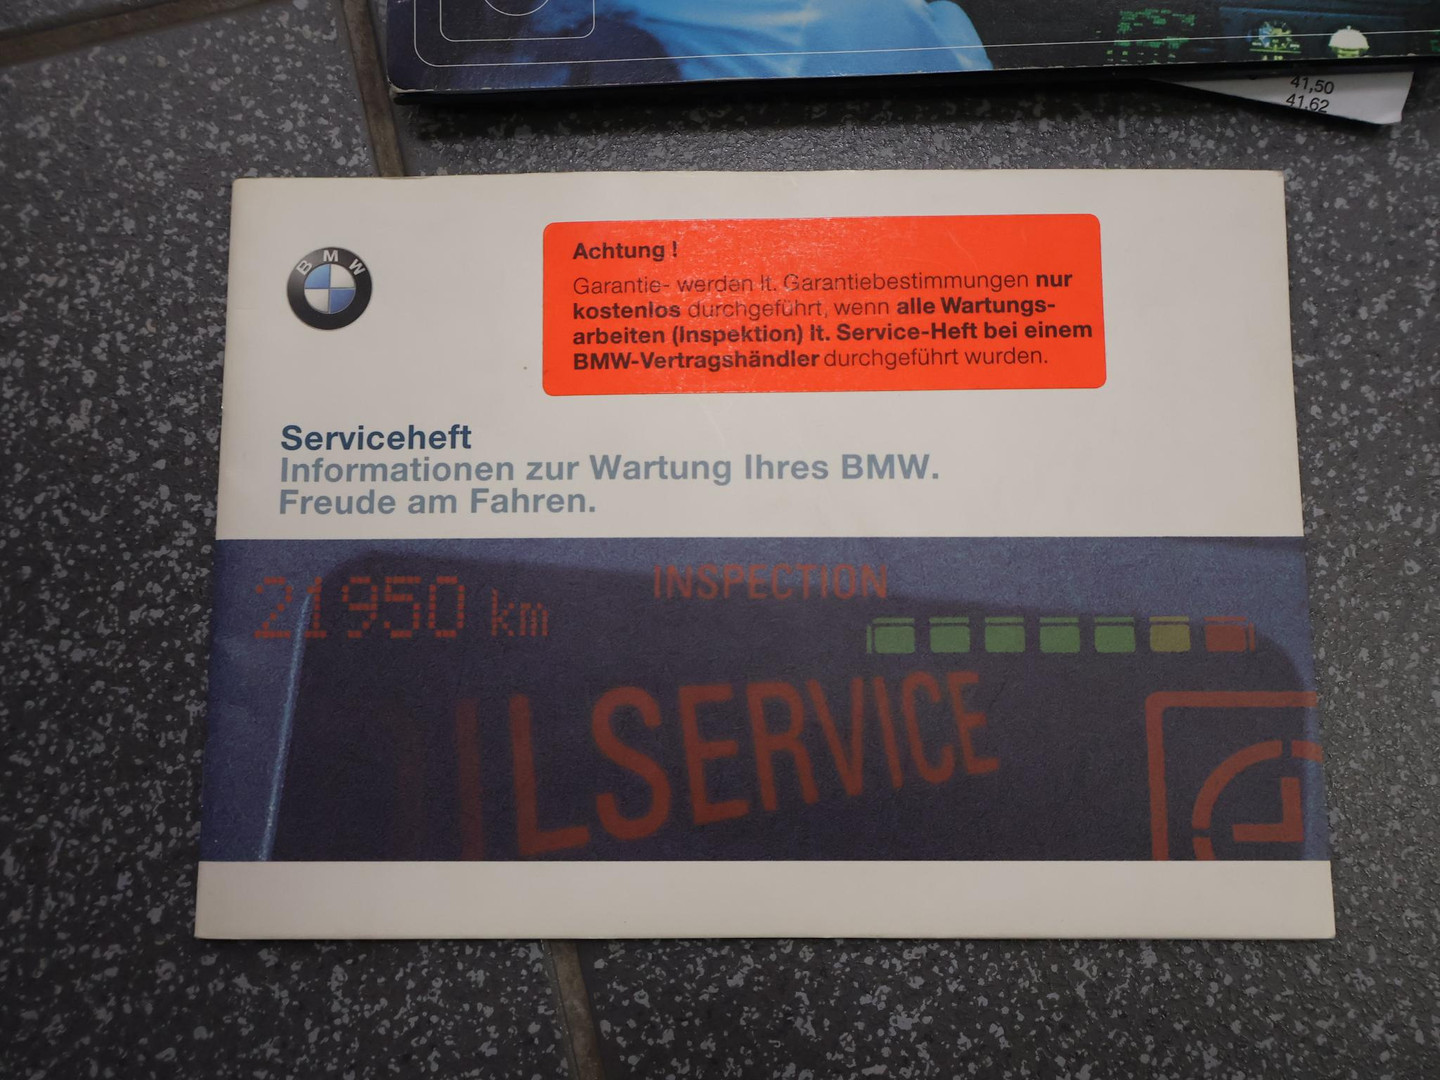 41,50
41,62
BMW
Achtung !
Garantie- werden lt. Garantiebestimmungen nur
kostenlos durchgeführt, wenn alle Wartungs-
arbeiten (Inspektion) lt. Service-Heft bei einem
BMW-Vertragshändler durchgeführt wurden.
Serviceheft
Informationen zur Wartung Ihres BMW.
Freude am Fahren.
21950 km
INSPECTION
ILSERVICE